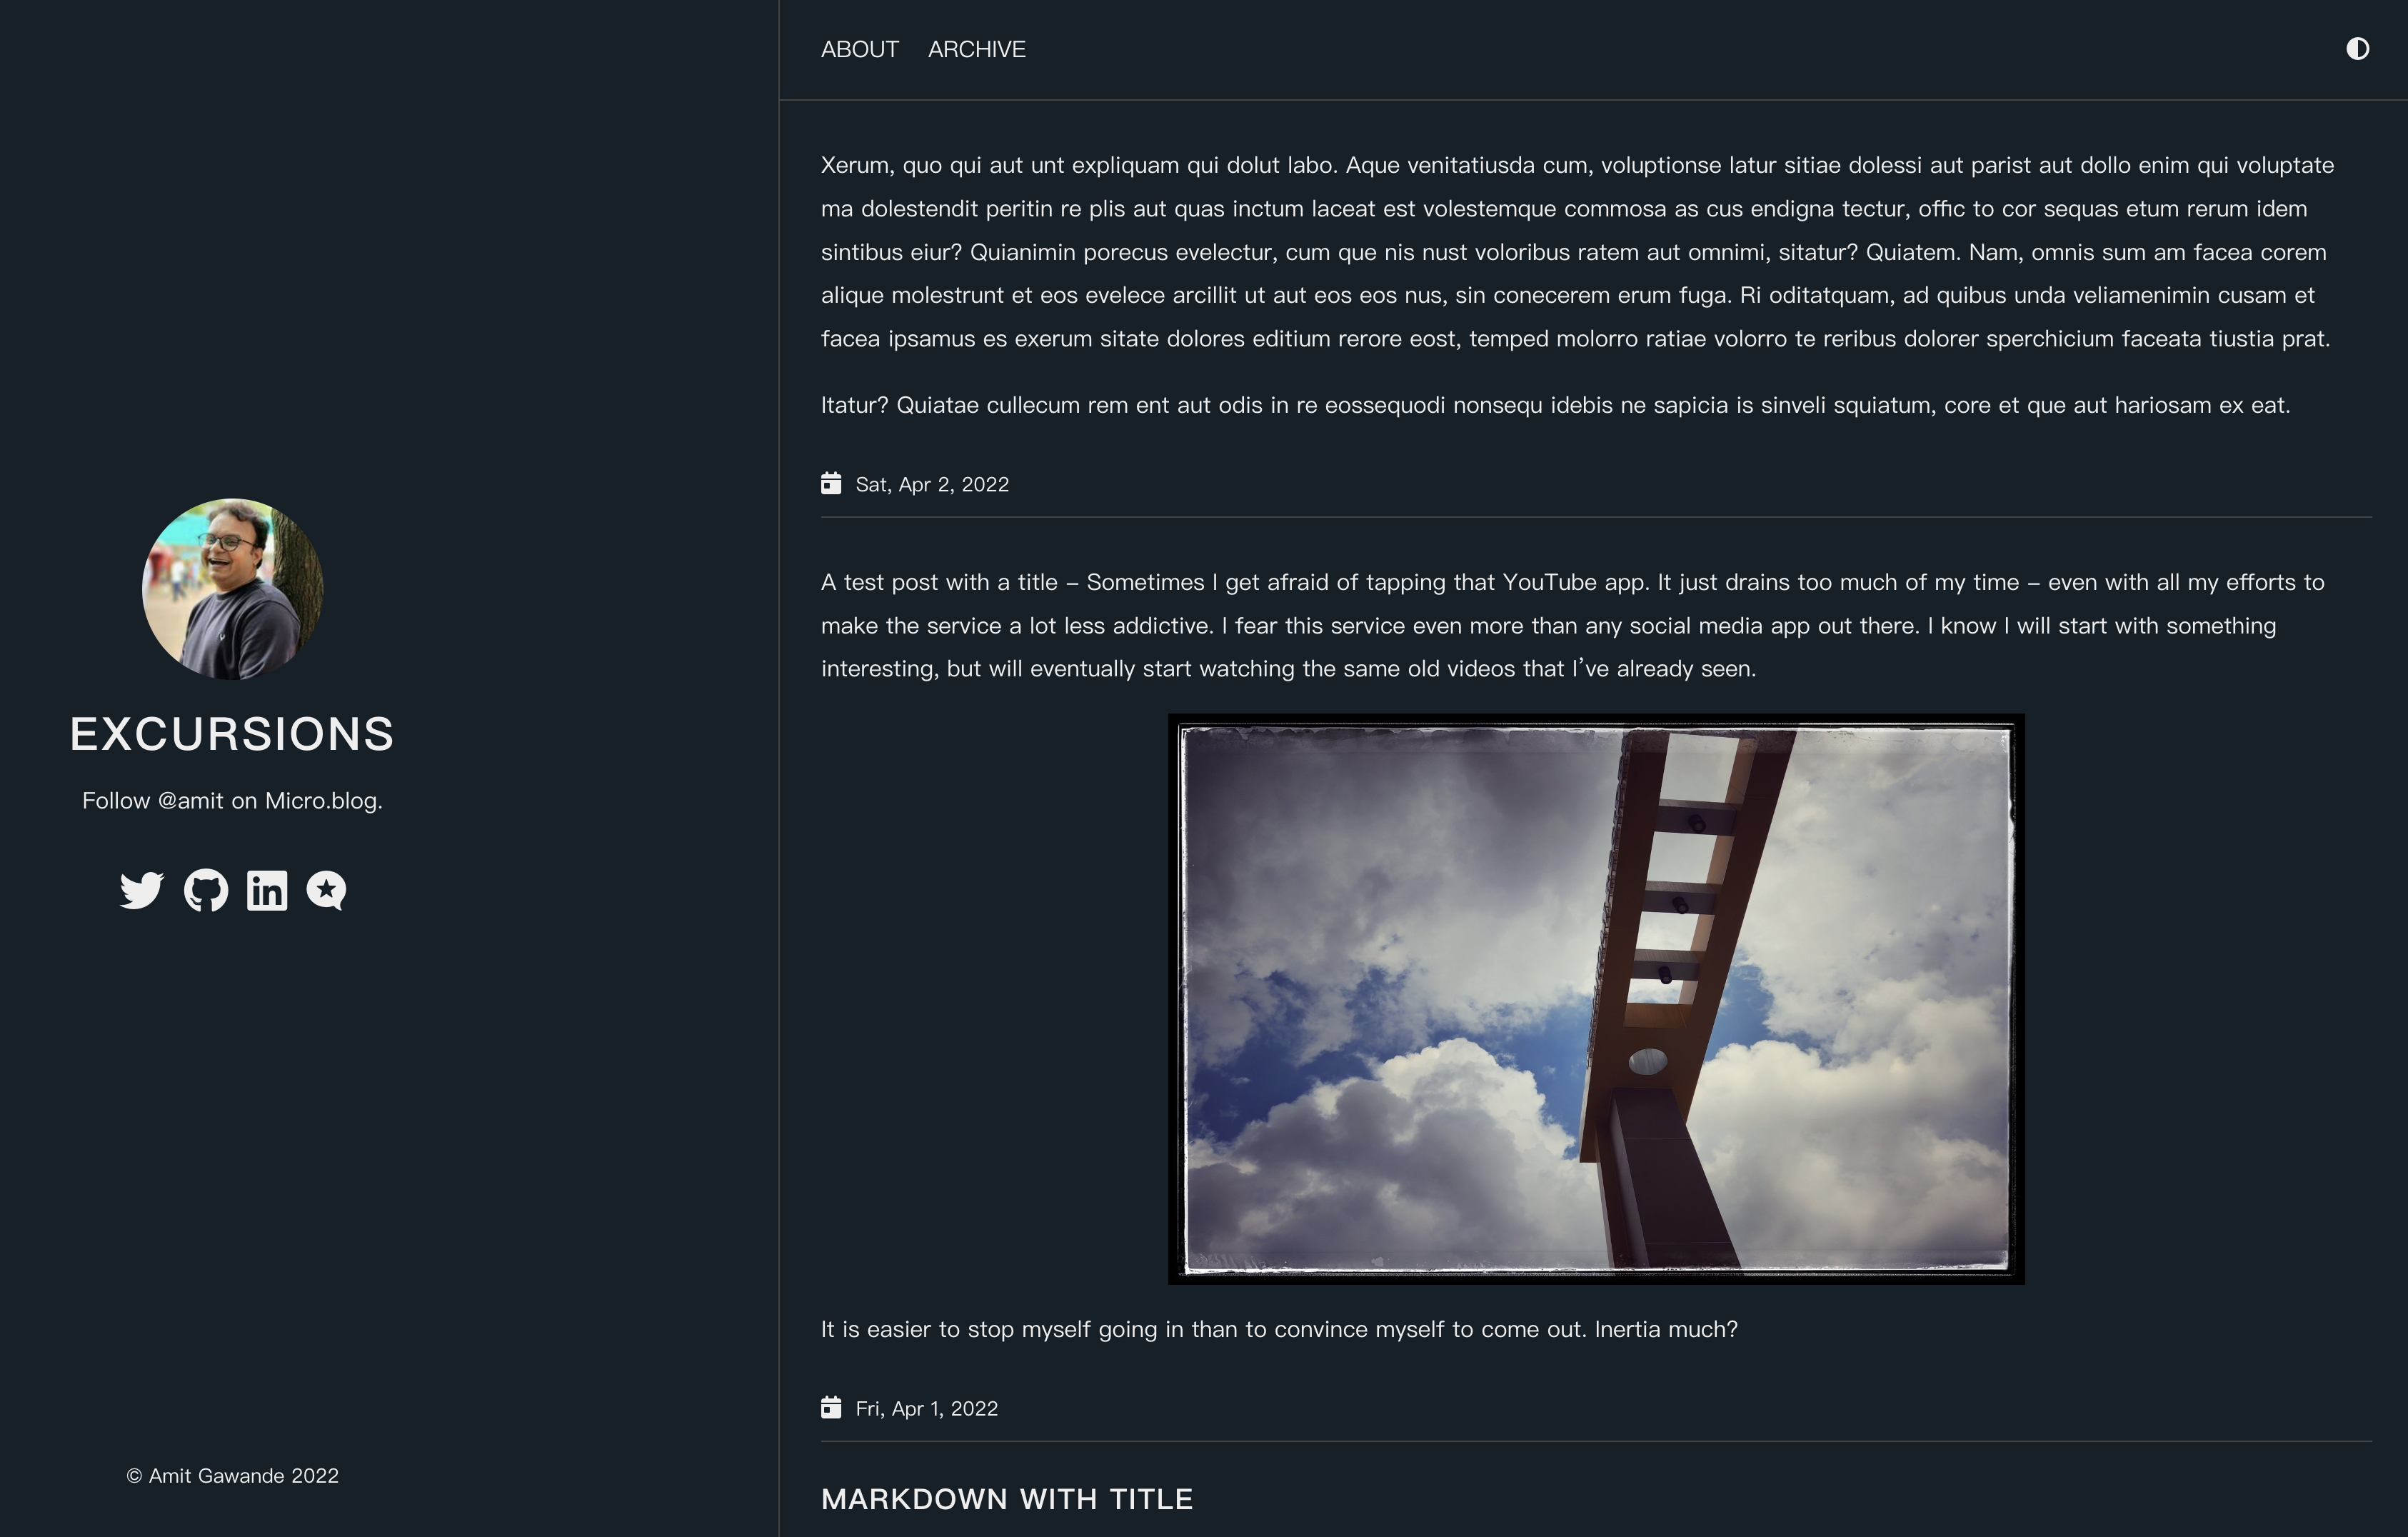 ABOUT ARCHIVE
Xerum, quo qui aut unt expliquam qui dolut labo. Aque venitatiusda cum, voluptionse latur sitiae dolessi aut parist aut dollo enim qui voluptate
ma dolestendit peritin re plis aut quas inctum laceat est volestemque commosa as cus endigna tectur, offic to cor sequas etum rerum idem
sintibus eiur? Quianimin porecus evelectur, cum que nis nust voloribus ratem aut omnimi, sitatur? Quiatem. Nam, omnis sum am facea corem
alique molestrunt et eos evelece arcillit ut aut eos eos nus, sin conecerem erum fuga. Ri oditatquam, ad quibus unda veliamenimin cusam et
facea ipsamus es exerum sitate dolores editium rerore eost, temped molorro ratiae volorro te reribus dolorer sperchicium faceata tiustia prat.
Itatur? Quiatae cullecum rem ent aut odis in re eossequodi nonsequ idebis ne sapicia is sinveli squiatum, core et que aut hariosam ex eat.
Sat, Apr 2, 2022
A test post with a title – Sometimes I get afraid of tapping that YouTube app. It just drains too much of my time – even with all my efforts to
make the service a lot less addictive. I fear this service even more than any social media app out there. I know I will start with something
interesting, but will eventually start watching the same old videos that I’ve already seen.
It is easier to stop myself going in than to convince myself to come out. Inertia much?
Fri, Apr 1, 2022
MARKDOWN WITH TITLE
EXCURSIONS
Follow @amit on Micro.blog.
in
© Amit Gawande 2022